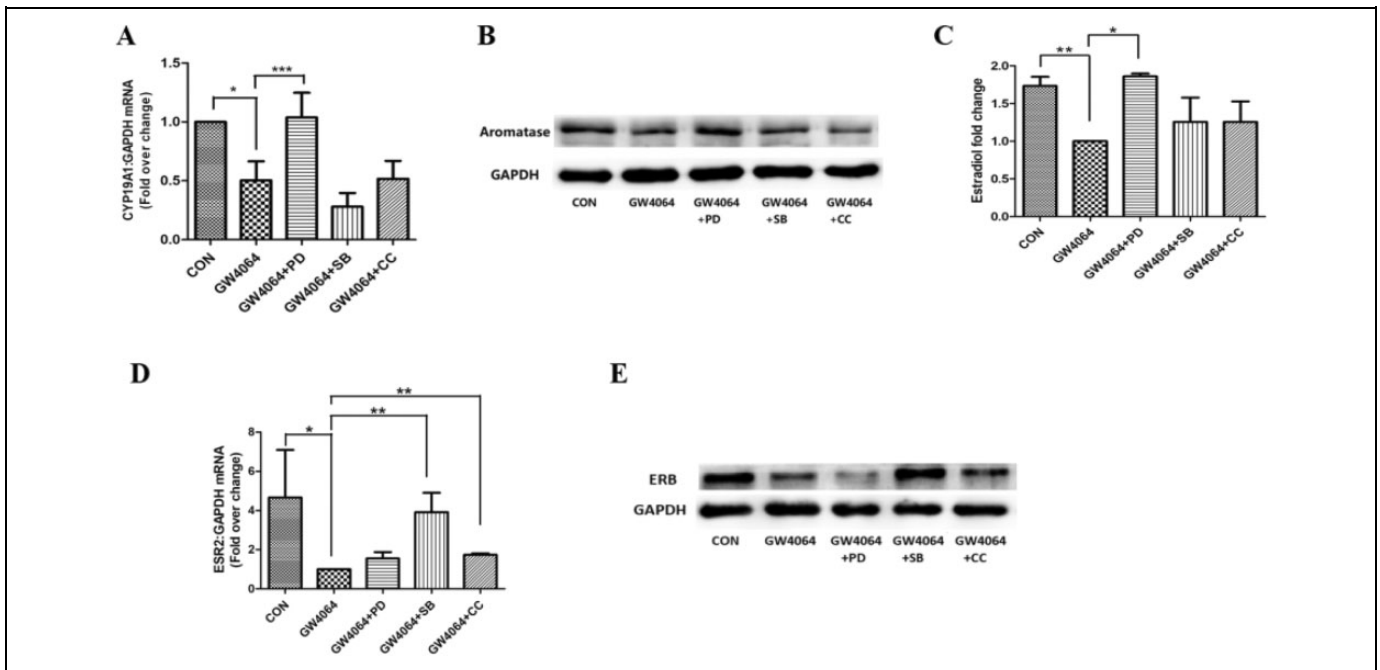 A
CYP19A1:GAPDH mRNA
(Fold over change)
1.5
1.0
0.5
0.0
*
***
CON
GW4064
GW4064+PD
GW4064+SB
GW4064+CC
B
Aromatase
GAPDH
CON GW4064 GW4064 GW4064 GW4064
+PD +SB +CC
C
Estradiol fold change
2.0
1.5
1.0
0.5
0.0
**
*
CON
GW4064
GW4064+PD
GW4064+SB
GW4064+CC
D
ESR2:GAPDH mRNA
(Fold over change)
8
6
4
2
0
*
**
**
CON
GW4064
GW4064+PD
GW4064+SB
GW4064+CC
E
ERB
GAPDH
CON GW4064 GW4064 GW4064 GW4064
+PD +SB +CC